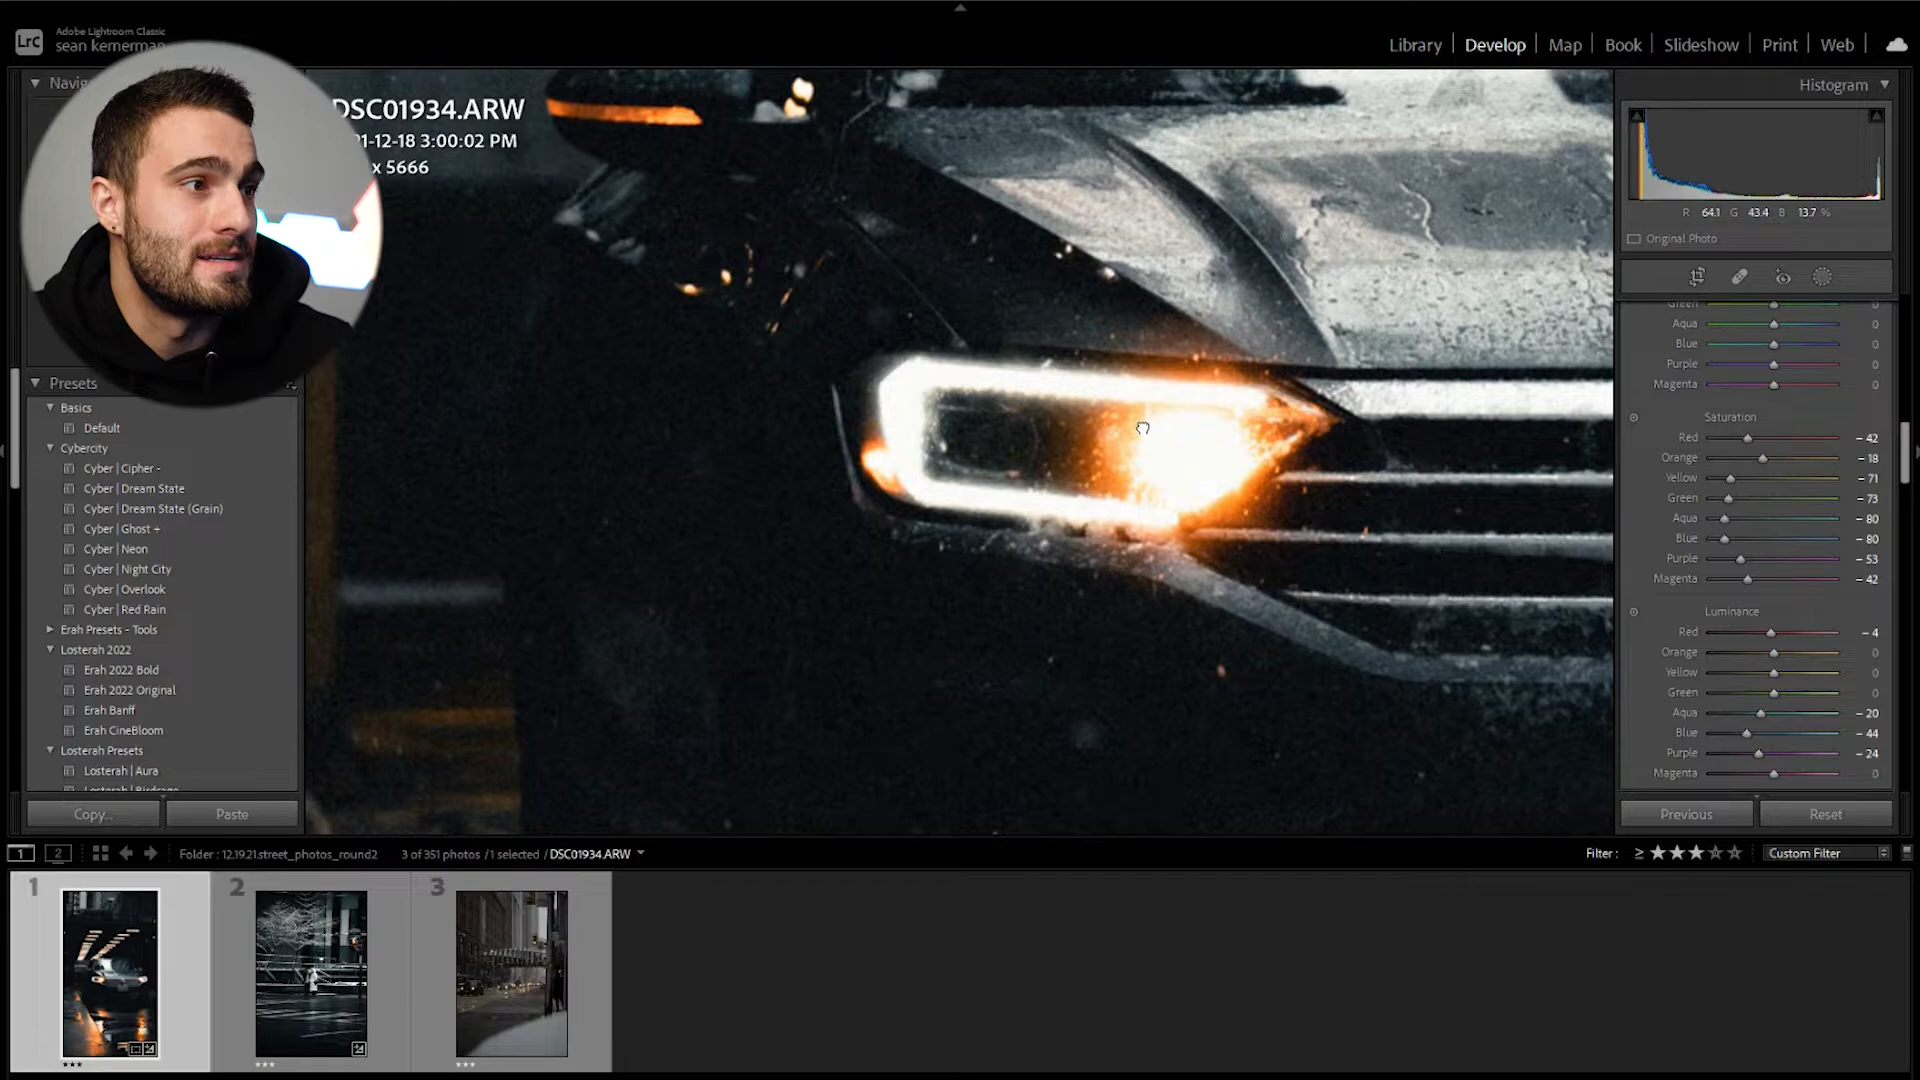 Lrc
Adobe Lightroom Classic
sean kernerman
Library
Develop
Map
Book
Slideshow
Print
Web
DSC01934.ARW
3:00:02 PM
x 5666
Histogram
R 64.1 G 43.4 B 13.7 %
Original Photo
Presets
Basics
Default
Cybercity
Cyber | Cipher -
Cyber | Dream State
Cyber | Dream State (Grain)
Cyber | Ghost +
Cyber | Neon
Cyber | Night City
Cyber | Overlook
Cyber | Red Rain
Erah Presets - Tools
Losterah 2022
Erah 2022 Bold
Erah 2022 Original
Erah Banff
Erah CineBloom
Losterah Presets
Losterah | Aura
Copy...
Paste
Green 0
Aqua 0
Blue 0
Purple 0
Magenta 0
Saturation
Red - 42
Orange - 18
Yellow - 71
Green - 73
Aqua - 80
Blue - 80
Purple - 53
Magenta - 42
Luminance
Red - 4
Orange 0
Yellow 0
Green 0
Aqua - 20
Blue - 44
Purple - 24
Magenta 0
Previous
Reset
1
2
Folder : 12.19.21.street_photos_round2
3 of 351 photos / 1 selected / DSC01934.ARW
Filter :
Custom Filter
1
2
3